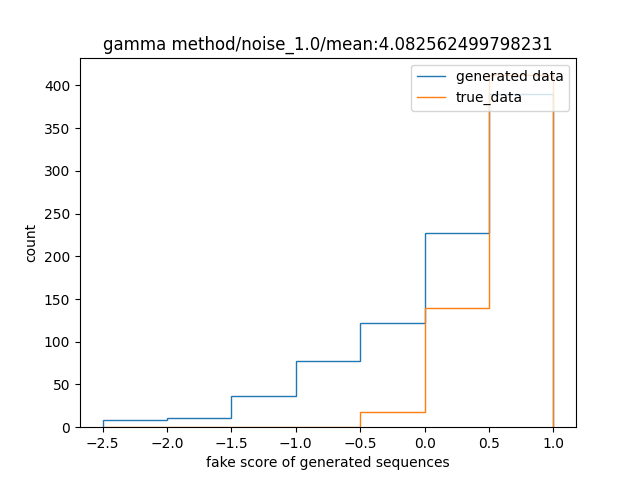 gamma method/noise_1.0/mean:4.082562499798231
generated data
true_data
400
350
300
250
200
150
100
50
0
count
−2.5 −2.0 −1.5 −1.0 −0.5 0.0 0.5 1.0
fake score of generated sequences